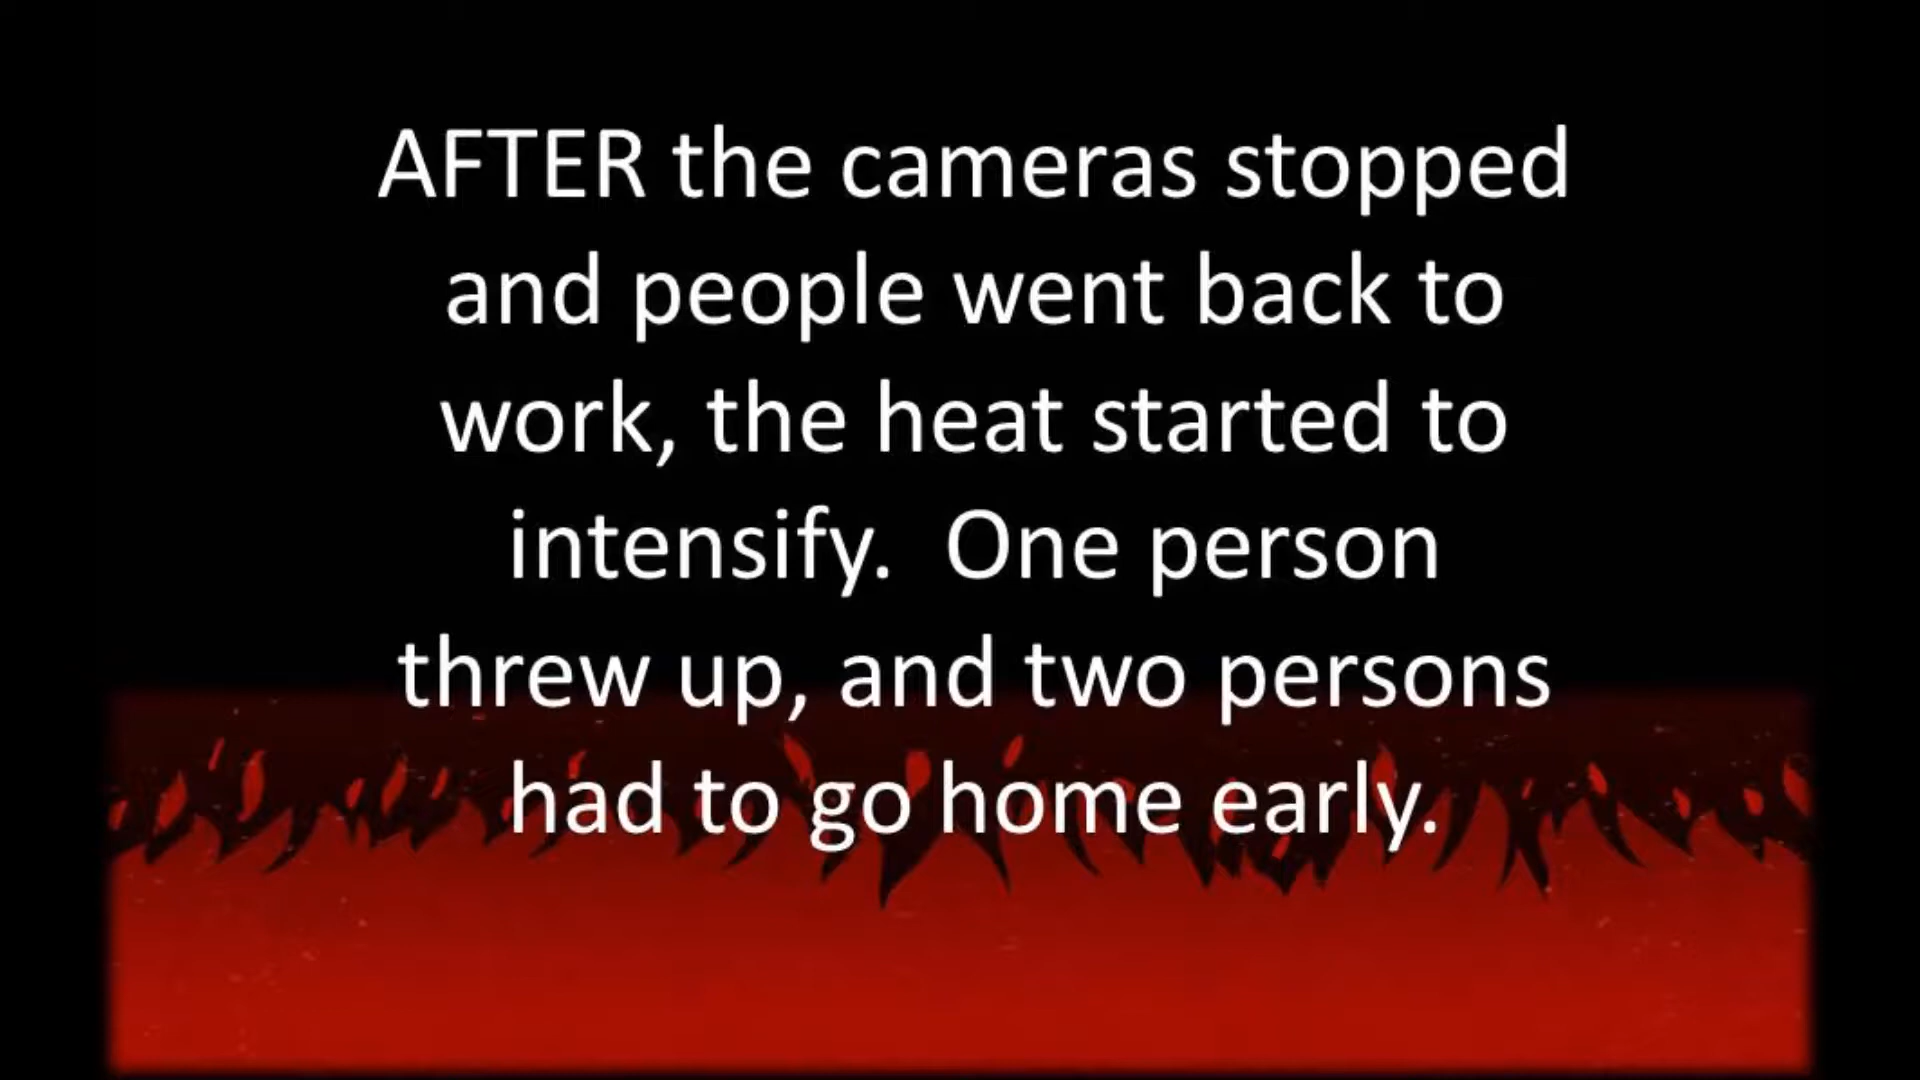 AFTER the cameras stopped
and people went back to
work, the heat started to
intensify.  One person
threw up, and two persons
had to go home early.